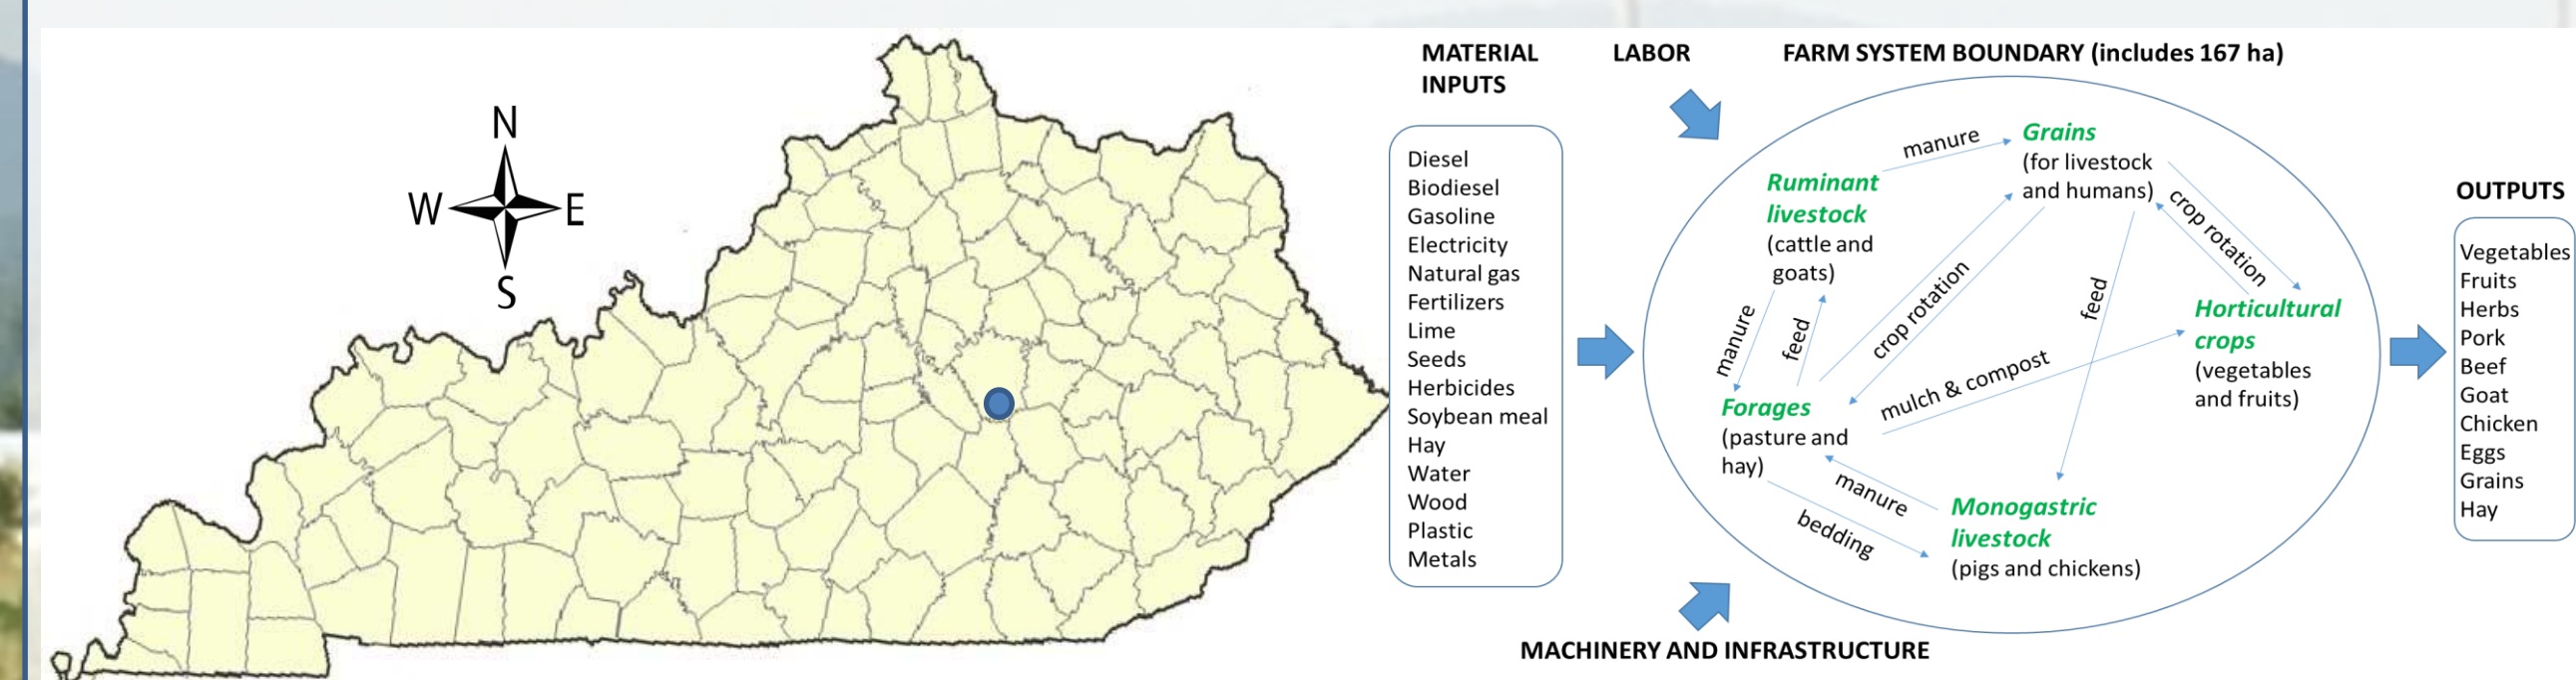 N
W
E
S
MATERIAL
INPUTS
Diesel
Biodiesel
Gasoline
Electricity
Natural gas
Fertilizers
Lime
Seeds
Herbicides
Soybean meal
Hay
Water
Wood
Plastic
Metals
LABOR
MACHINERY AND INFRASTRUCTURE
FARM SYSTEM BOUNDARY (includes 167 ha)
Ruminant
livestock
(cattle and
goats)
manure
Grains
(for livestock
and humans)
crop rotation
Horticultural
crops
(vegetables
and fruits)
manure
feed
crop rotation
feed
mulch & compost
Forages
(pasture and
hay)
manure
bedding
Monogastric
livestock
(pigs and chickens)
OUTPUTS
Vegetables
Fruits
Herbs
Pork
Beef
Goat
Chicken
Eggs
Grains
Hay